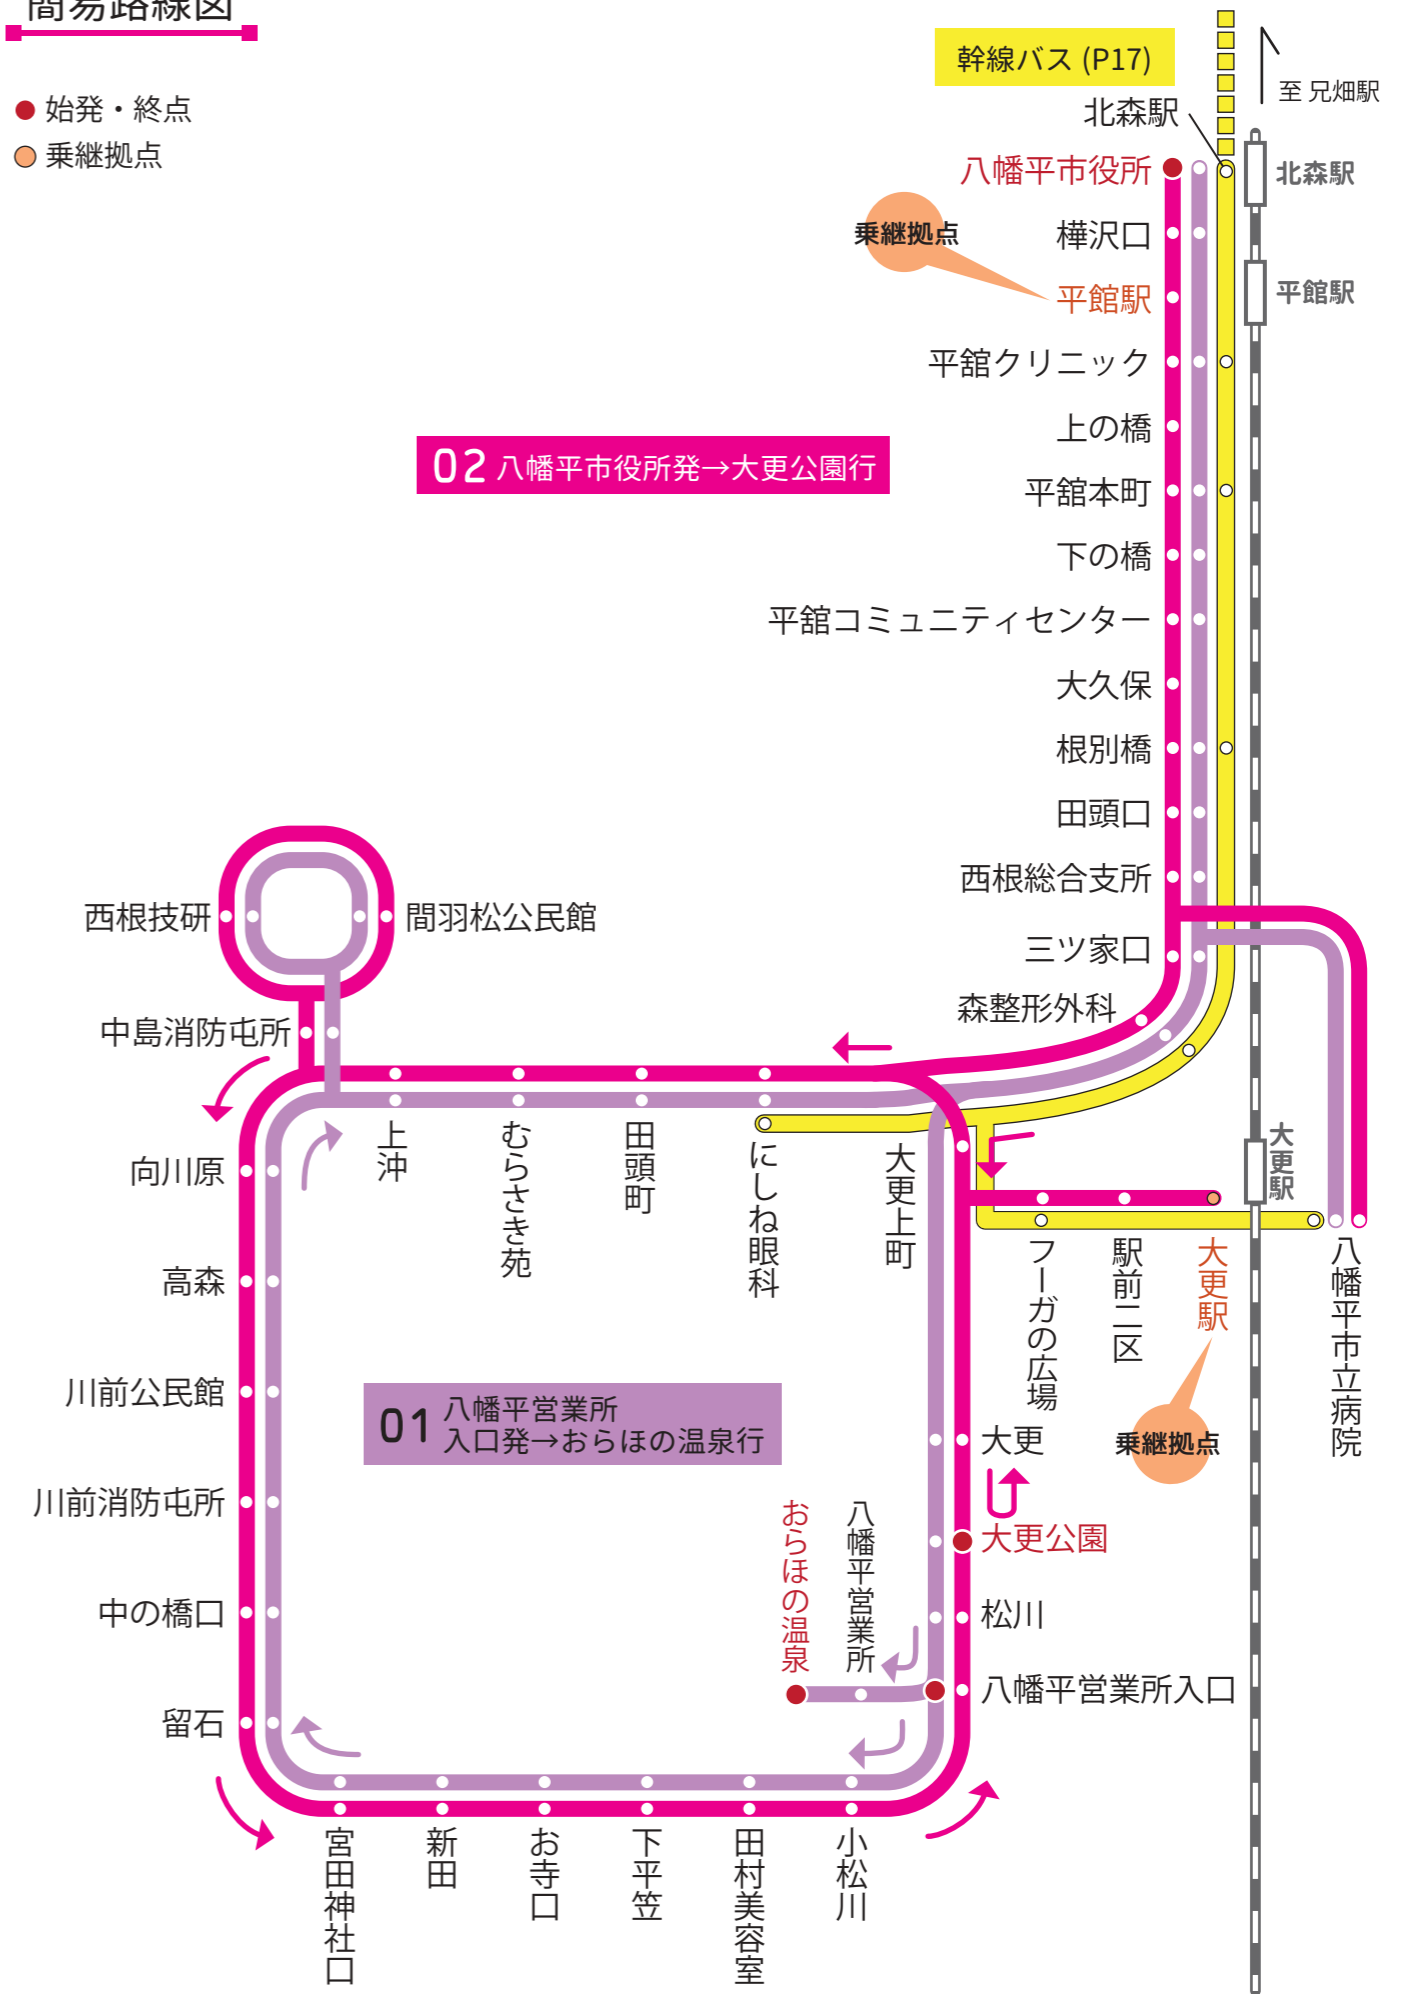 簡易路線図
始発・終点
乗継拠点
幹線バス (P17)
至 兄畑駅
北森駅
八幡平市役所
北森駅
乗継拠点
樺沢口
平館駅
平館駅
平舘クリニック
上の橋
02 八幡平市役所発→大更公園行
平舘本町
下の橋
平舘コミュニティセンター
大久保
根別橋
田頭口
西根総合支所
三ツ家口
森整形外科
西根技研
間羽松公民館
中島消防屯所
上沖
むらさき苑
田頭町
にしね眼科
大更上町
大更駅
フーガの広場
駅前二区
大更駅
八幡平市立病院
向川原
高森
川前公民館
川前消防屯所
中の橋口
留石
01 八幡平営業所
入口発→おらほの温泉行
大更
乗継拠点
おらほの温泉
八幡平営業所
大更公園
松川
八幡平営業所入口
宮田神社口
新田
お寺口
下平笠
田村美容室
小松川